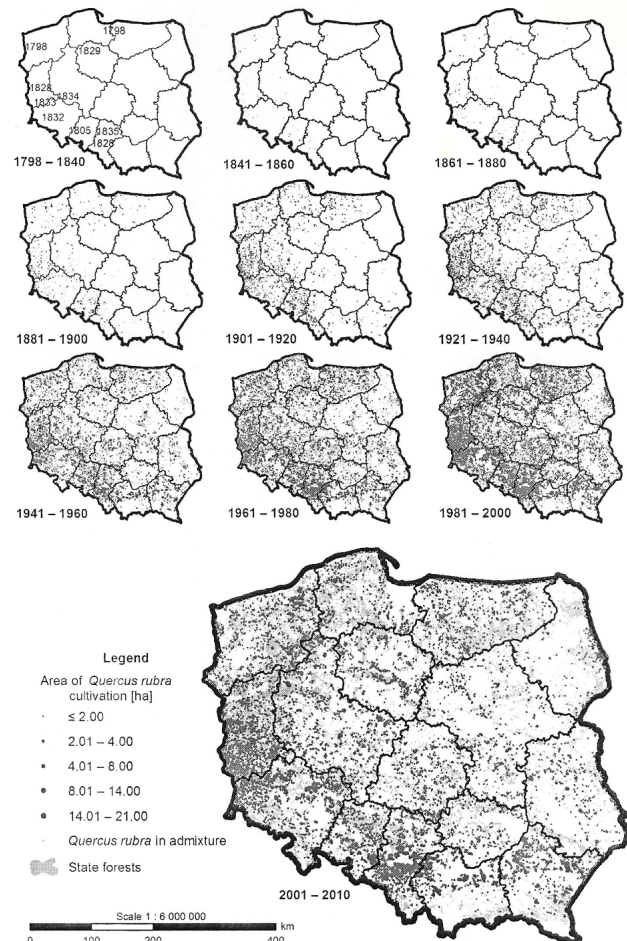 1798
1798
1829
1828
1834
1833
1832
1805
1835
1828
1798 – 1840
1841 – 1860
1861 – 1880
1881 – 1900
1901 – 1920
1921 – 1940
1941 – 1960
1961 – 1980
1981 – 2000
Legend
Area of Quercus rubra
cultivation [ha]
≤ 2.00
2.01 – 4.00
4.01 – 8.00
8.01 – 14.00
14.01 – 21.00
Quercus rubra in admixture
State forests
2001 – 2010
Scale 1 : 6 000 000
km
0 100 200 400